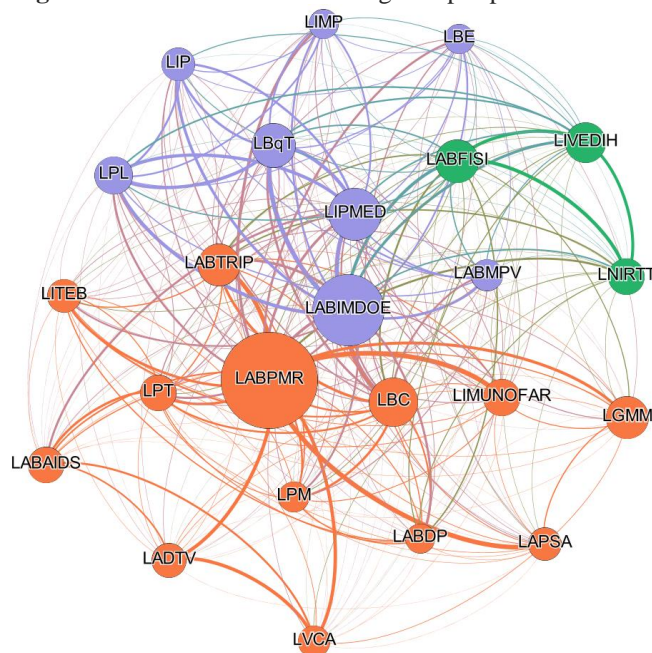 LIMP
LBE
LIP
LBqT
LIVEDIH
LABFISI
LPL
LIPMED
LABTRIP
LABMPV
LNIRTT
LITEB
LABIMDOE
LABPMR
LPT
LBC
LIMUNOFAR
LGMM
LABAIDS
LPM
LABDP
LAPSA
LADTV
LVCA